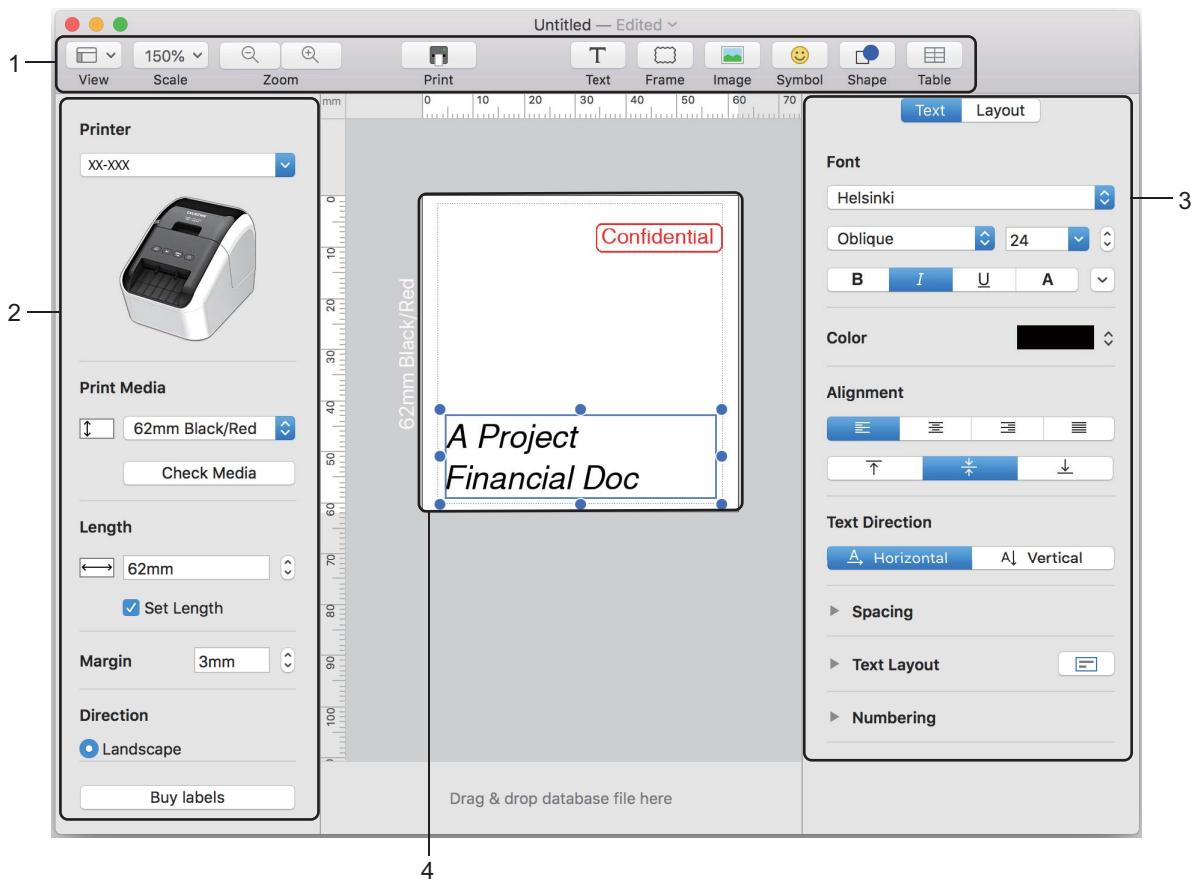 Untitled — Edited
1
150%
View Scale Zoom Print Text Frame Image Symbol Shape Table
mm
0 10 20 30 40 50 60 70
Printer
XX-XXX
Print Media
62mm Black/Red
Check Media
Length
62mm
Set Length
Margin 3mm
Direction
Landscape
Buy labels
2
0
10
20
30
40
50
60
70
80
90
100
62mm Black/Red
Confidential
A Project
Financial Doc
Drag & drop database file here
4
Text Layout
Font
Helsinki
Oblique 24
B I U A
Color
Alignment
Text Direction
A Horizontal A Vertical
Spacing
Text Layout
Numbering
3